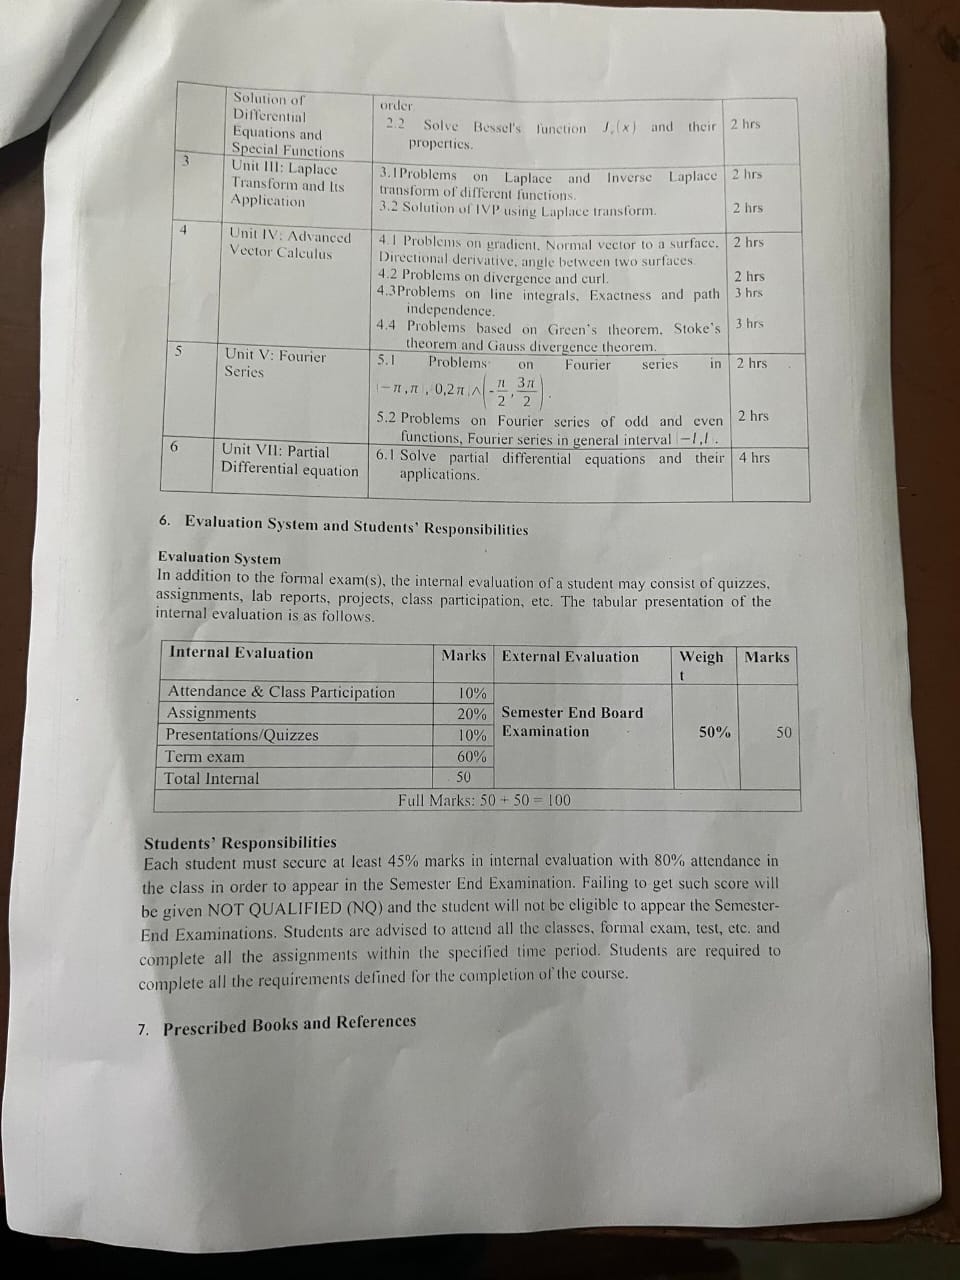 Solution of
Differential
Equations and
Special Functions
order
2.2 Solve Bessel's function J (x) and their
properties.
2 hrs
3
Unit III: Laplace
Transform and Its
Application
3.1Problems on Laplace and Inverse Laplace
transform of different functions.
3.2 Solution of IVP using Laplace transform.
2 hrs
2 hrs
4
Unit IV: Advanced
Vector Calculus
4.1 Problems on gradient, Normal vector to a surface,
Directional derivative, angle between two surfaces.
4.2 Problems on divergence and curl.
4.3Problems on line integrals, Exactness and path
independence.
4.4 Problems based on Green's theorem, Stoke's
theorem and Gauss divergence theorem.
2 hrs
2 hrs
3 hrs
3 hrs
5
Unit V: Fourier
Series
5.1 Problems on Fourier series in
[−π,π], [0,2π]∧(-π/2, 3π/2).
5.2 Problems on Fourier series of odd and even
functions, Fourier series in general interval [−l,l].
2 hrs
2 hrs
6
Unit VII: Partial
Differential equation
6.1 Solve partial differential equations and their
applications.
4 hrs
6. Evaluation System and Students' Responsibilities
Evaluation System
In addition to the formal exam(s), the internal evaluation of a student may consist of quizzes,
assignments, lab reports, projects, class participation, etc. The tabular presentation of the
internal evaluation is as follows.
Internal Evaluation Marks External Evaluation Weigh Marks
t
Attendance & Class Participation 10%
Assignments 20% Semester End Board
Presentations/Quizzes 10% Examination 50% 50
Term exam 60%
Total Internal 50
Full Marks: 50 + 50 = 100
Students' Responsibilities
Each student must secure at least 45% marks in internal evaluation with 80% attendance in
the class in order to appear in the Semester End Examination. Failing to get such score will
be given NOT QUALIFIED (NQ) and the student will not be eligible to appear the Semester-
End Examinations. Students are advised to attend all the classes, formal exam, test, etc. and
complete all the assignments within the specified time period. Students are required to
complete all the requirements defined for the completion of the course.
7. Prescribed Books and References